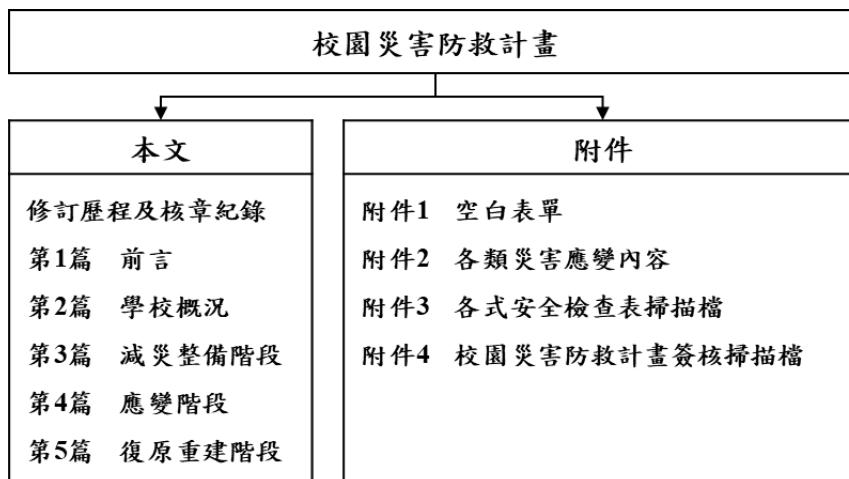 校園災害防救計畫
本文
修訂歷程及核章紀錄
第1篇 前言
第2篇 學校概況
第3篇 減災整備階段
第4篇 應變階段
第5篇 復原重建階段
附件
附件1 空白表單
附件2 各類災害應變內容
附件3 各式安全檢查表掃描檔
附件4 校園災害防救計畫簽核掃描檔